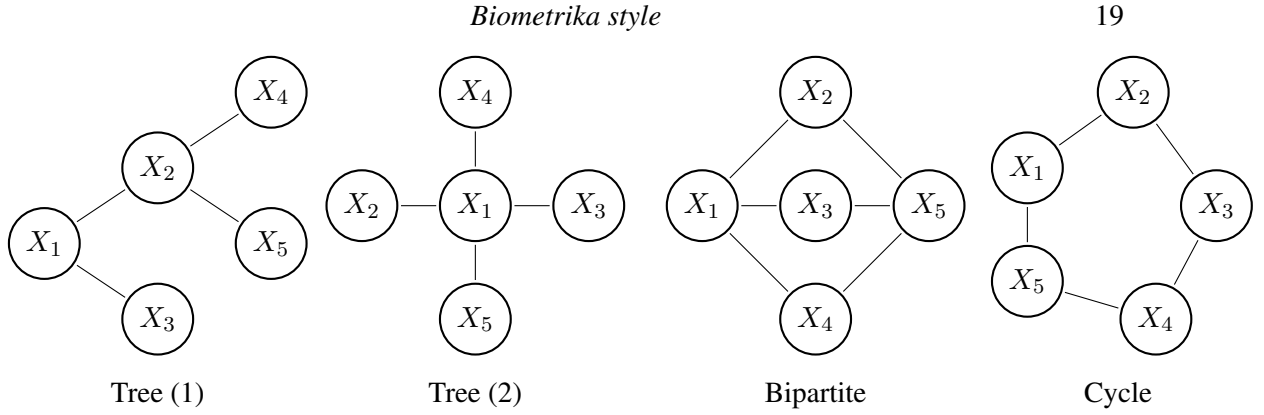 Biometrika style 19
X4
X2
X1
X5
X3
Tree (1)
X4
X2 X1 X3
X5
Tree (2)
X2
X1 X3 X5
X4
Bipartite
X2
X1
X3
X5
X4
Cycle